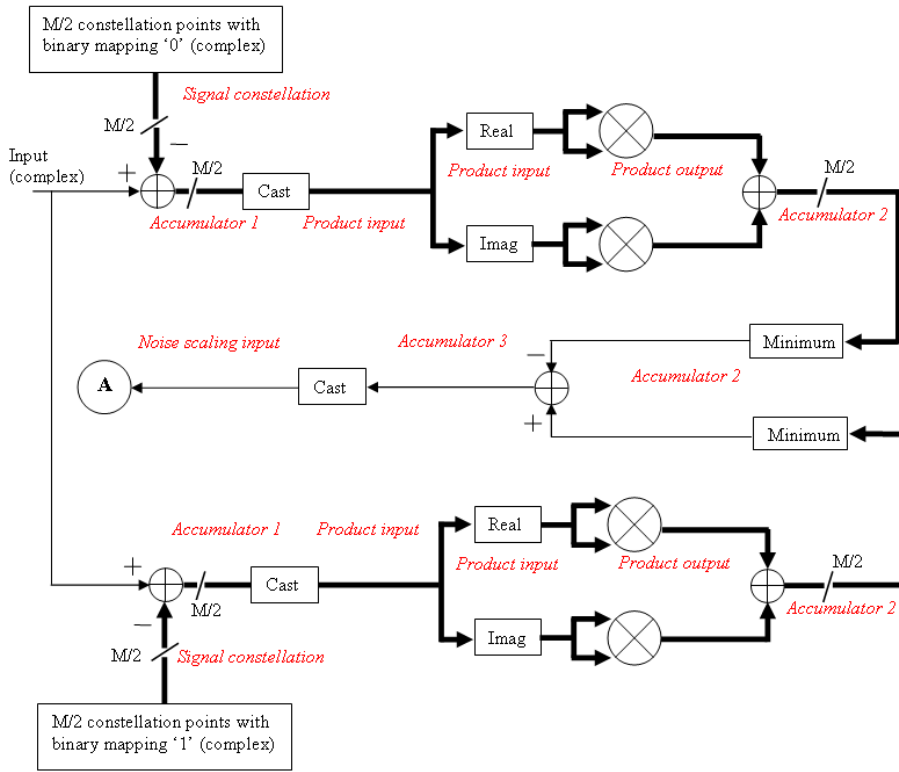 M/2 constellation points with
binary mapping ‘0’ (complex)
Signal constellation
M/2
Input
(complex)
+
−
M/2
Cast
Accumulator 1
Product input
Real
Product input
Product output
Imag
M/2
Accumulator 2
Minimum
Noise scaling input
Accumulator 3
−
Accumulator 2
A
Cast
+
Minimum
Accumulator 1
Product input
Real
Product input
Product output
+
M/2
Cast
−
Imag
M/2
Accumulator 2
M/2
Signal constellation
M/2 constellation points with
binary mapping ‘1’ (complex)